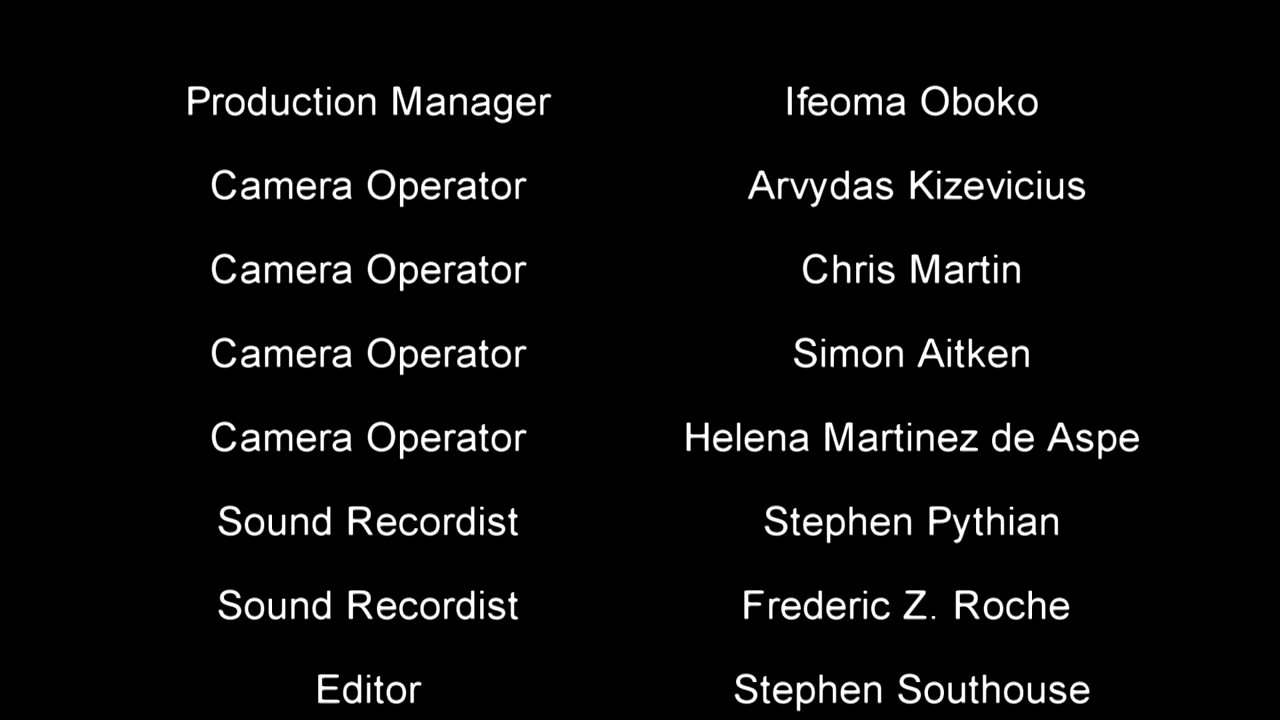 Production Manager Ifeoma Oboko
Camera Operator Arvydas Kizevicius
Camera Operator Chris Martin
Camera Operator Simon Aitken
Camera Operator Helena Martinez de Aspe
Sound Recordist Stephen Pythian
Sound Recordist Frederic Z. Roche
Editor Stephen Southouse